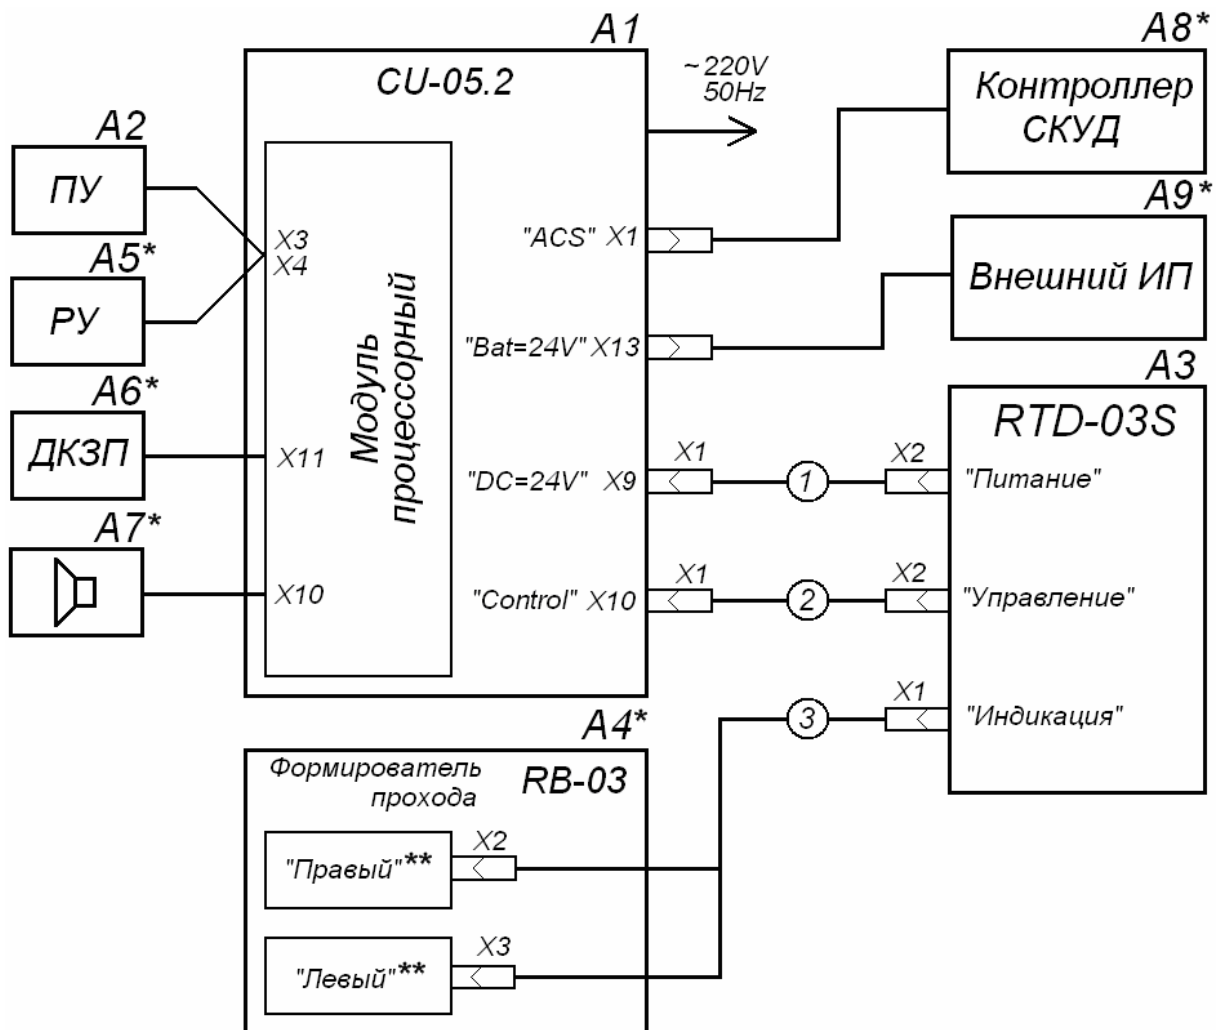 A1
A8*
CU-05.2
~220V
50Hz
Контроллер
СКУД
A2
ПУ
A9*
X3
X4
"ACS" X1
A5*
РУ
Внешний ИП
Модуль
процессорный
"Bat=24V" X13
A3
A6*
RTD-03S
ДКЗП
X11
"DC=24V" X9
X1
1
X2
"Питание"
A7*
X10
"Control" X10
X1
2
X2
"Управление"
3
X1
"Индикация"
A4*
Формирователь
прохода
RB-03
X2
"Правый"**
X3
"Левый"**